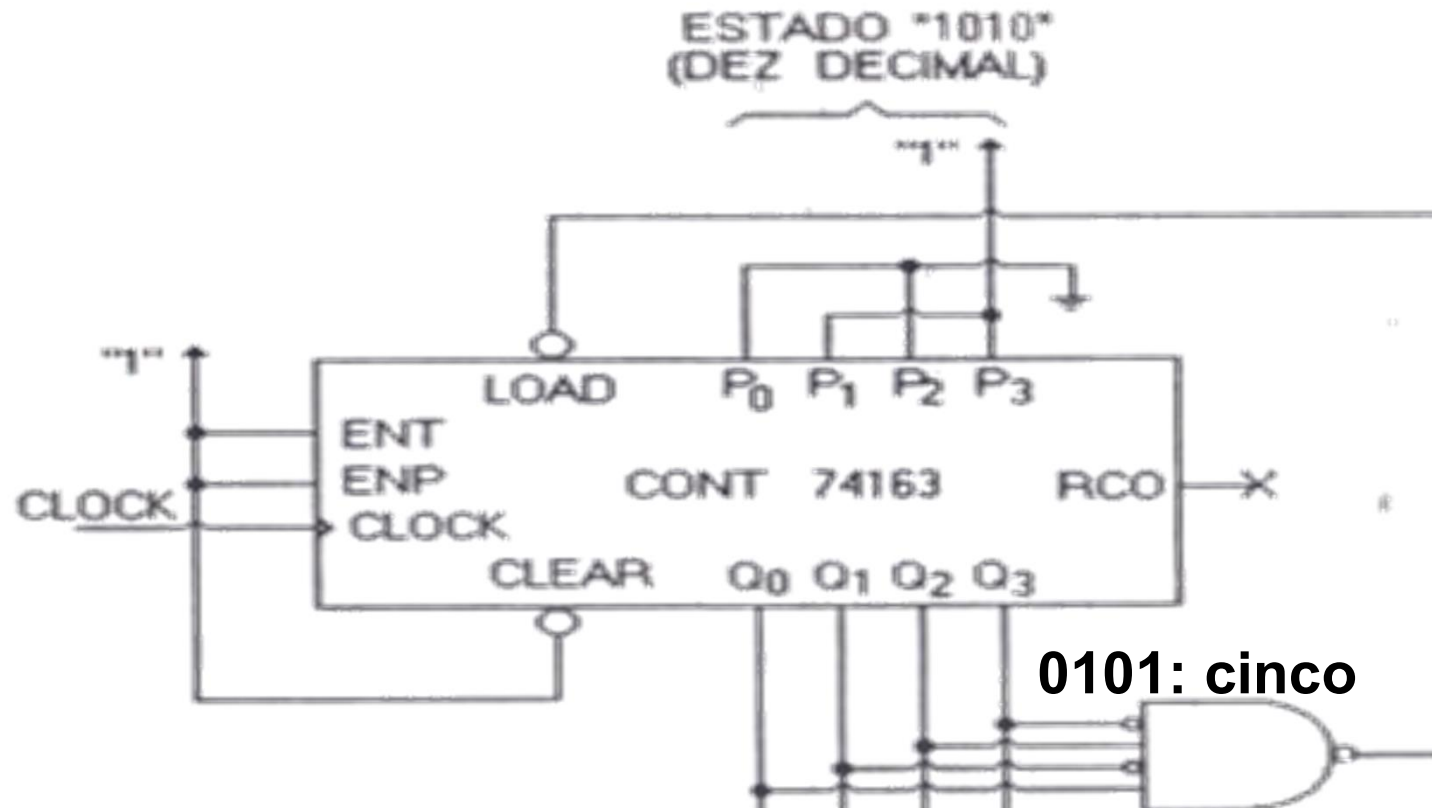 ESTADO "1010"
(DEZ DECIMAL)
"1"
"1"
LOAD P0 P1 P2 P3
ENT
ENP CONT 74163 RCO
CLOCK
CLOCK
CLEAR Q0 Q1 Q2 Q3
0101: cinco